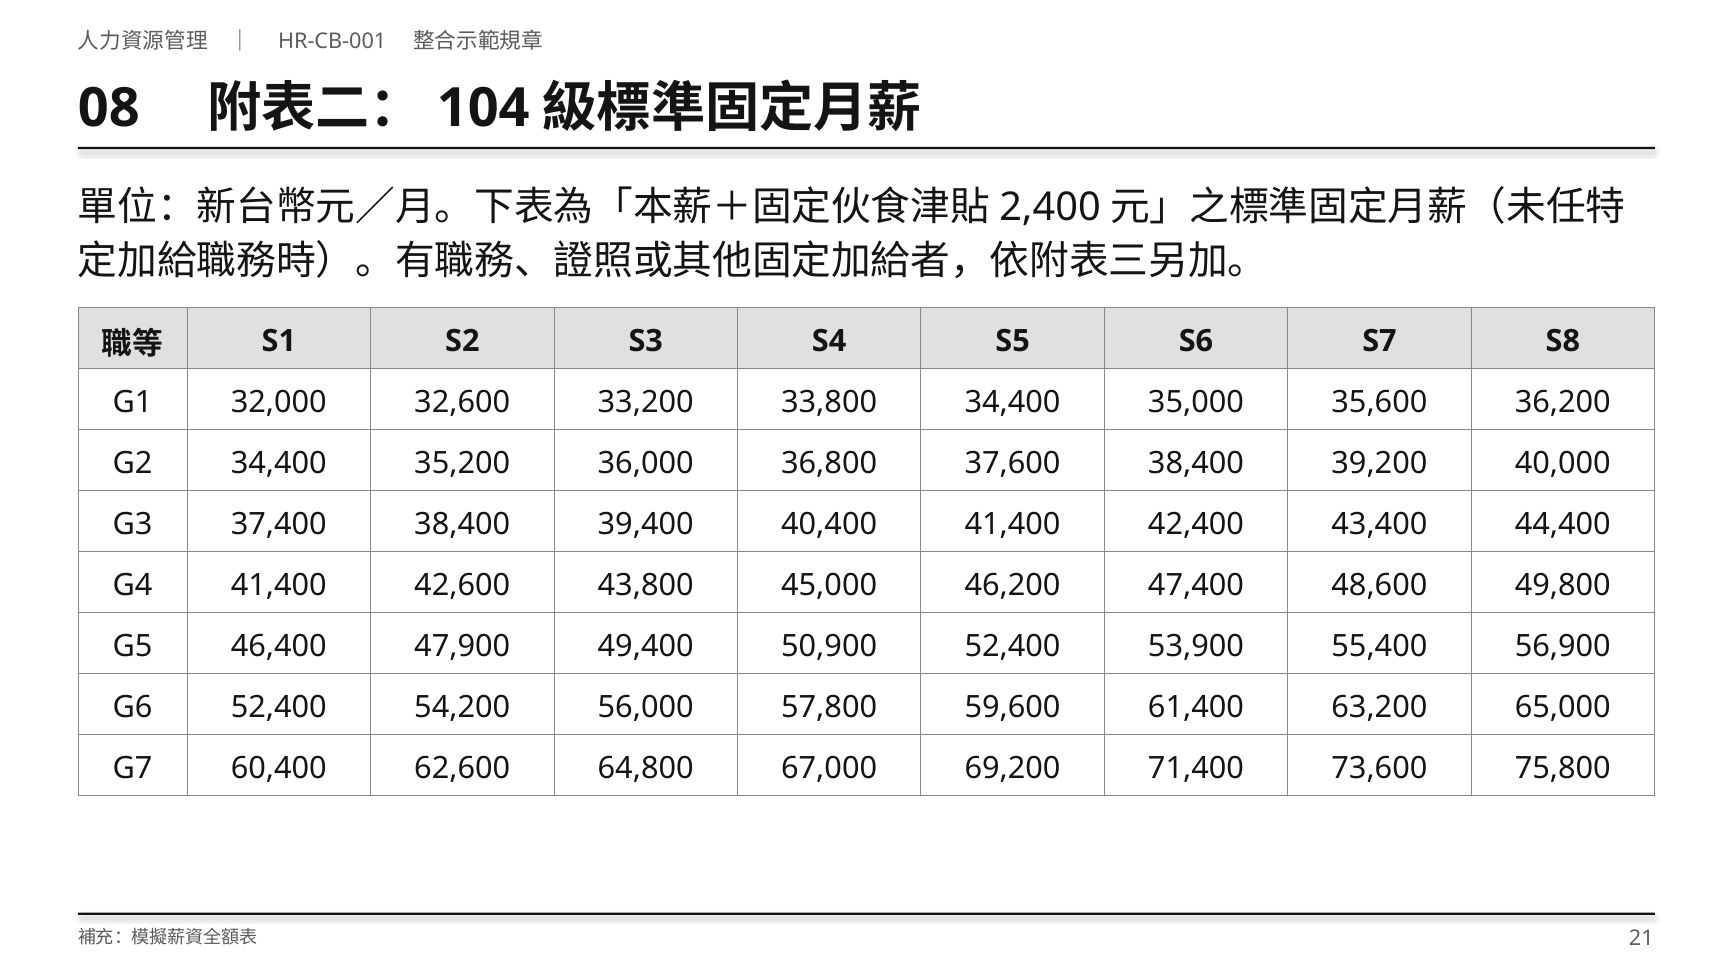 人力資源管理 ｜ HR-CB-001 整合示範規章
08 附表二：104 級標準固定月薪
單位：新台幣元／月。下表為「本薪＋固定伙食津貼 2,400 元」之標準固定月薪（未任特
定加給職務時）。有職務、證照或其他固定加給者，依附表三另加。
職等 S1 S2 S3 S4 S5 S6 S7 S8
G1 32,000 32,600 33,200 33,800 34,400 35,000 35,600 36,200
G2 34,400 35,200 36,000 36,800 37,600 38,400 39,200 40,000
G3 37,400 38,400 39,400 40,400 41,400 42,400 43,400 44,400
G4 41,400 42,600 43,800 45,000 46,200 47,400 48,600 49,800
G5 46,400 47,900 49,400 50,900 52,400 53,900 55,400 56,900
G6 52,400 54,200 56,000 57,800 59,600 61,400 63,200 65,000
G7 60,400 62,600 64,800 67,000 69,200 71,400 73,600 75,800
補充：模擬薪資全額表 21